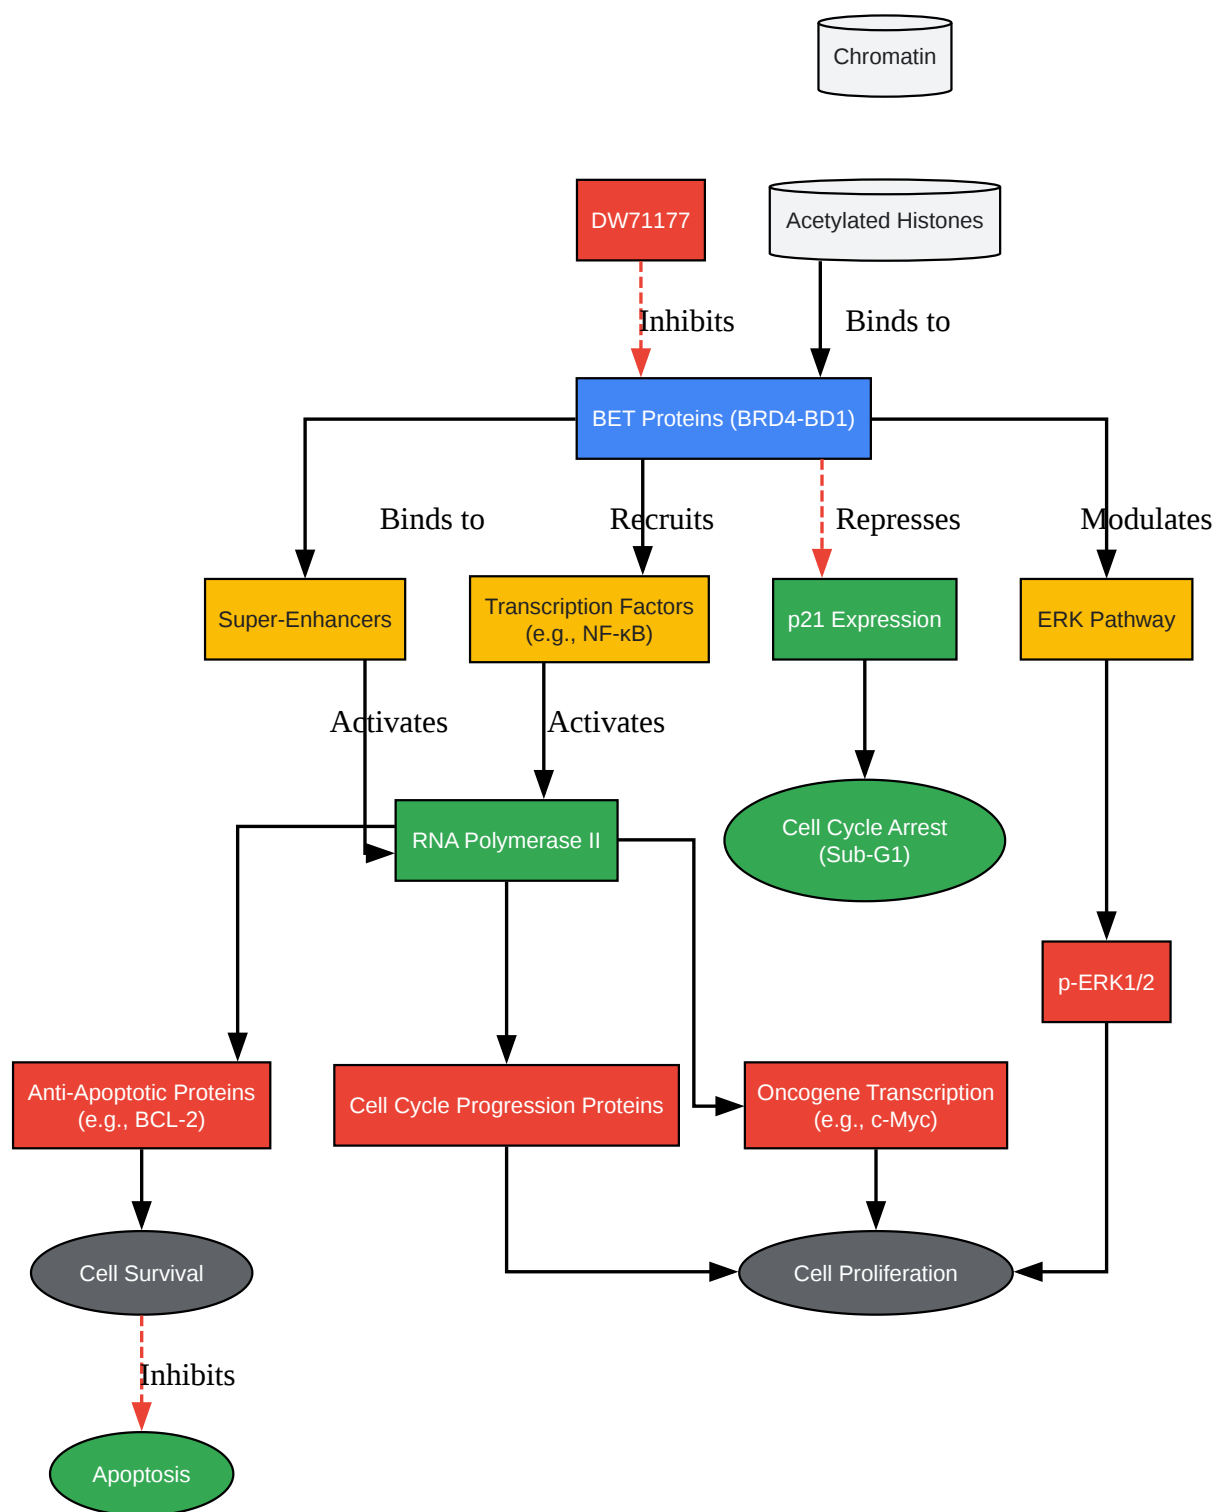 Chromatin
DW71177
Acetylated Histones
Inhibits
Binds to
BET Proteins (BRD4-BD1)
Binds to
Recruits
Represses
Modulates
Super-Enhancers
Transcription Factors
(e.g., NF-κB)
p21 Expression
ERK Pathway
Activates
Activates
RNA Polymerase II
Cell Cycle Arrest
(Sub-G1)
p-ERK1/2
Anti-Apoptotic Proteins
(e.g., BCL-2)
Cell Cycle Progression Proteins
Oncogene Transcription
(e.g., c-Myc)
Cell Survival
Cell Proliferation
Inhibits
Apoptosis